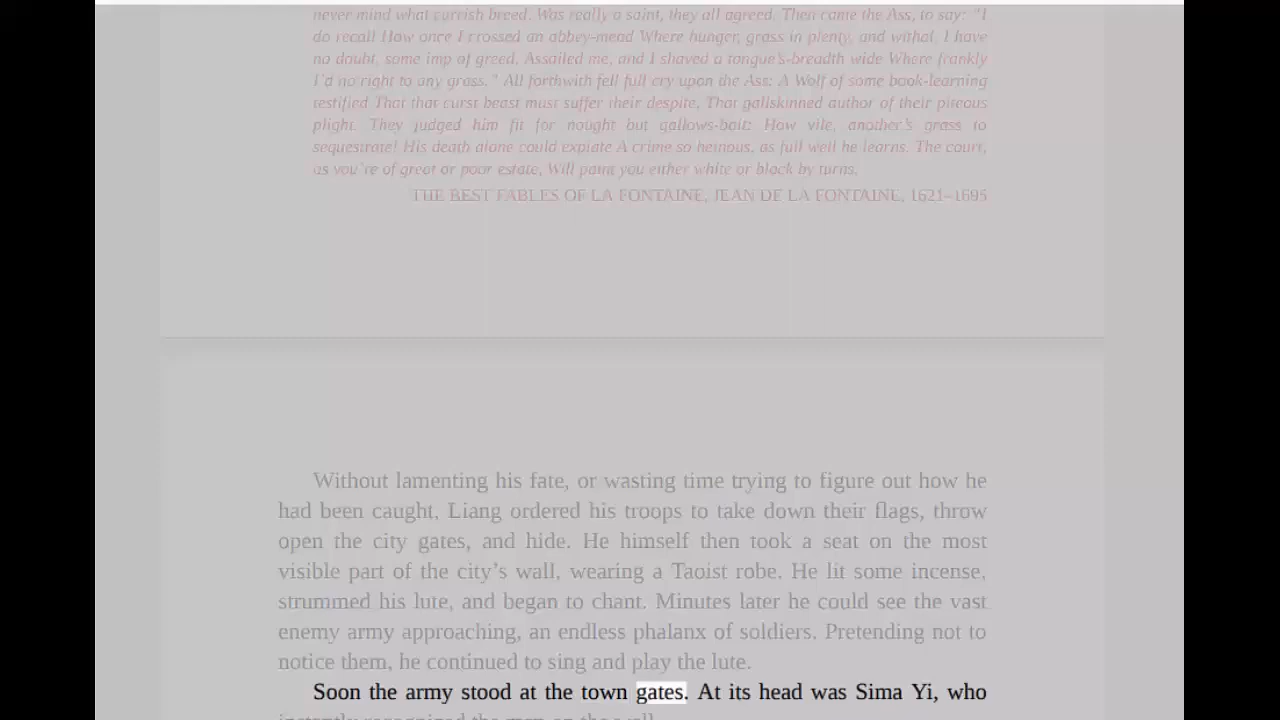 never mind what currish breed. Was really a saint, they all agreed. Then came the Ass, to say: "I
do recall How once I crossed an abbey-mead Where hunger, grass in plenty, and withal, I have
no doubt, some imp of greed, Assailed me, and I shaved a tongue's-breadth wide Where frankly
I'd no right to any grass." All forthwith fell full cry upon the Ass: A Wolf of some book-learning
testified That that curst beast must suffer their despite, That gallskinned author of their piteous
plight. They judged him fit for nought but gallows-bait: How vile, another's grass to
sequestrate! His death alone could expiate A crime so heinous, as full well he learns. The court,
as you're of great or poor estate, Will paint you either white or black by turns.
THE BEST FABLES OF LA FONTAINE, JEAN DE LA FONTAINE, 1621–1695
Without lamenting his fate, or wasting time trying to figure out how he
had been caught, Liang ordered his troops to take down their flags, throw
open the city gates, and hide. He himself then took a seat on the most
visible part of the city's wall, wearing a Taoist robe. He lit some incense,
strummed his lute, and began to chant. Minutes later he could see the vast
enemy army approaching, an endless phalanx of soldiers. Pretending not to
notice them, he continued to sing and play the lute.
Soon the army stood at the town gates. At its head was Sima Yi, who
instantly recognized the man on the wall.